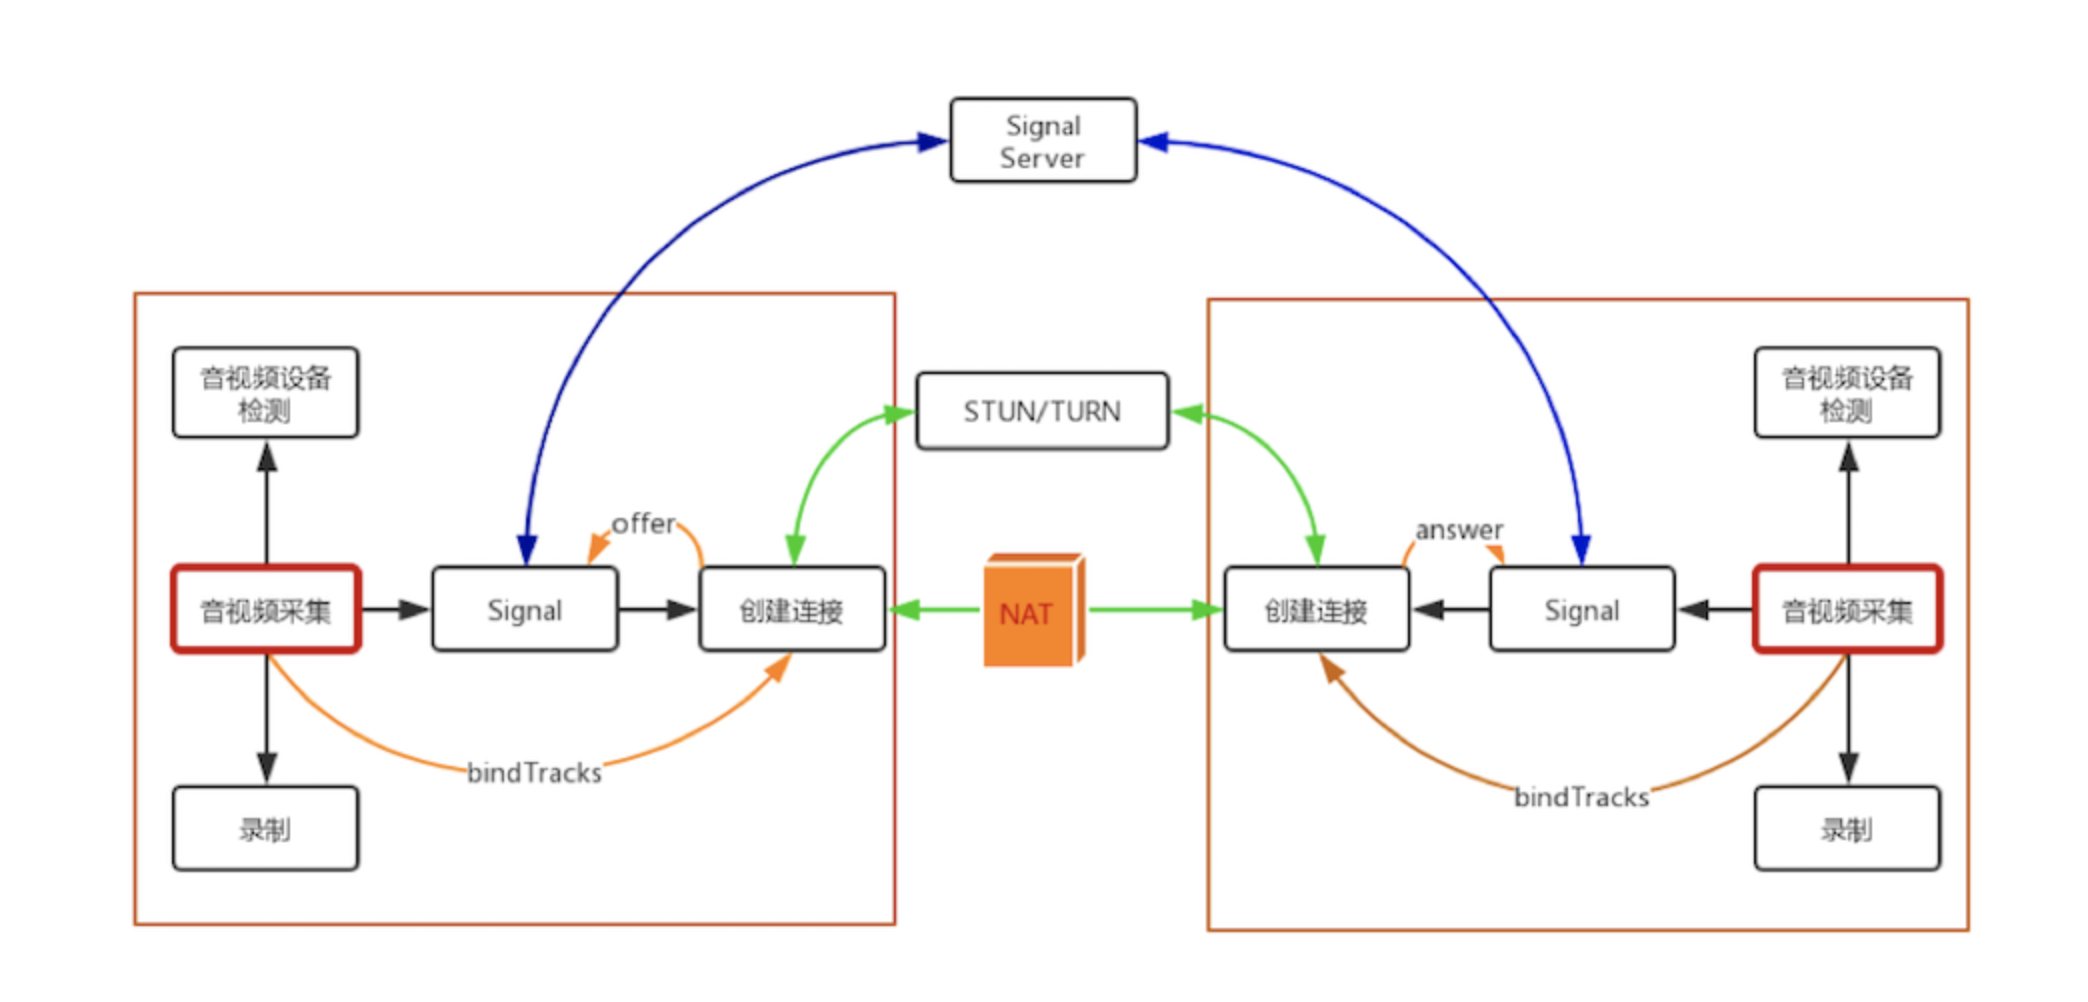 Signal
Server
音视频设备
检测
STUN/TURN
音视频设备
检测
offer
answer
音视频采集
Signal
创建连接
NAT
创建连接
Signal
音视频采集
bindTracks
bindTracks
录制
录制